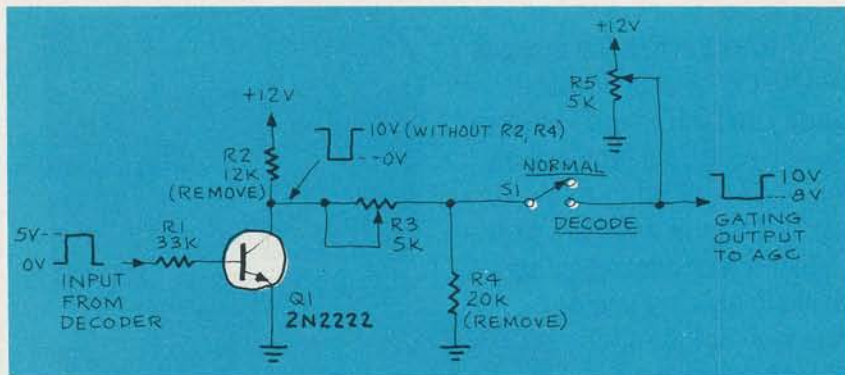 +12V
R5
5K
+12V
10V (WITHOUT R2, R4)
0V
R2
12K
(REMOVE)
NORMAL
S1
DECODE
10V
8V
GATING
OUTPUT
TO AGC
R3
5K
5V
0V
R1
33K
INPUT
FROM
DECODER
Q1
2N2222
R4
20K
(REMOVE)